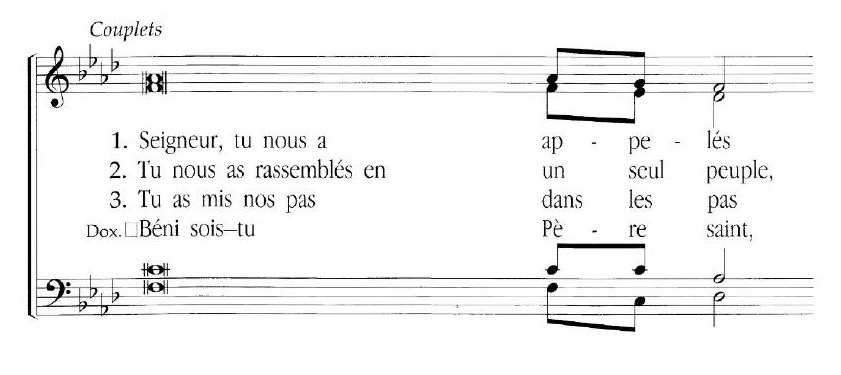 Couplets
1. Seigneur, tu nous a ap - pe - lés
2. Tu nous as rassemblés en un seul peuple,
3. Tu as mis nos pas dans les pas
Dox. □Béni sois–tu Pè - re saint,